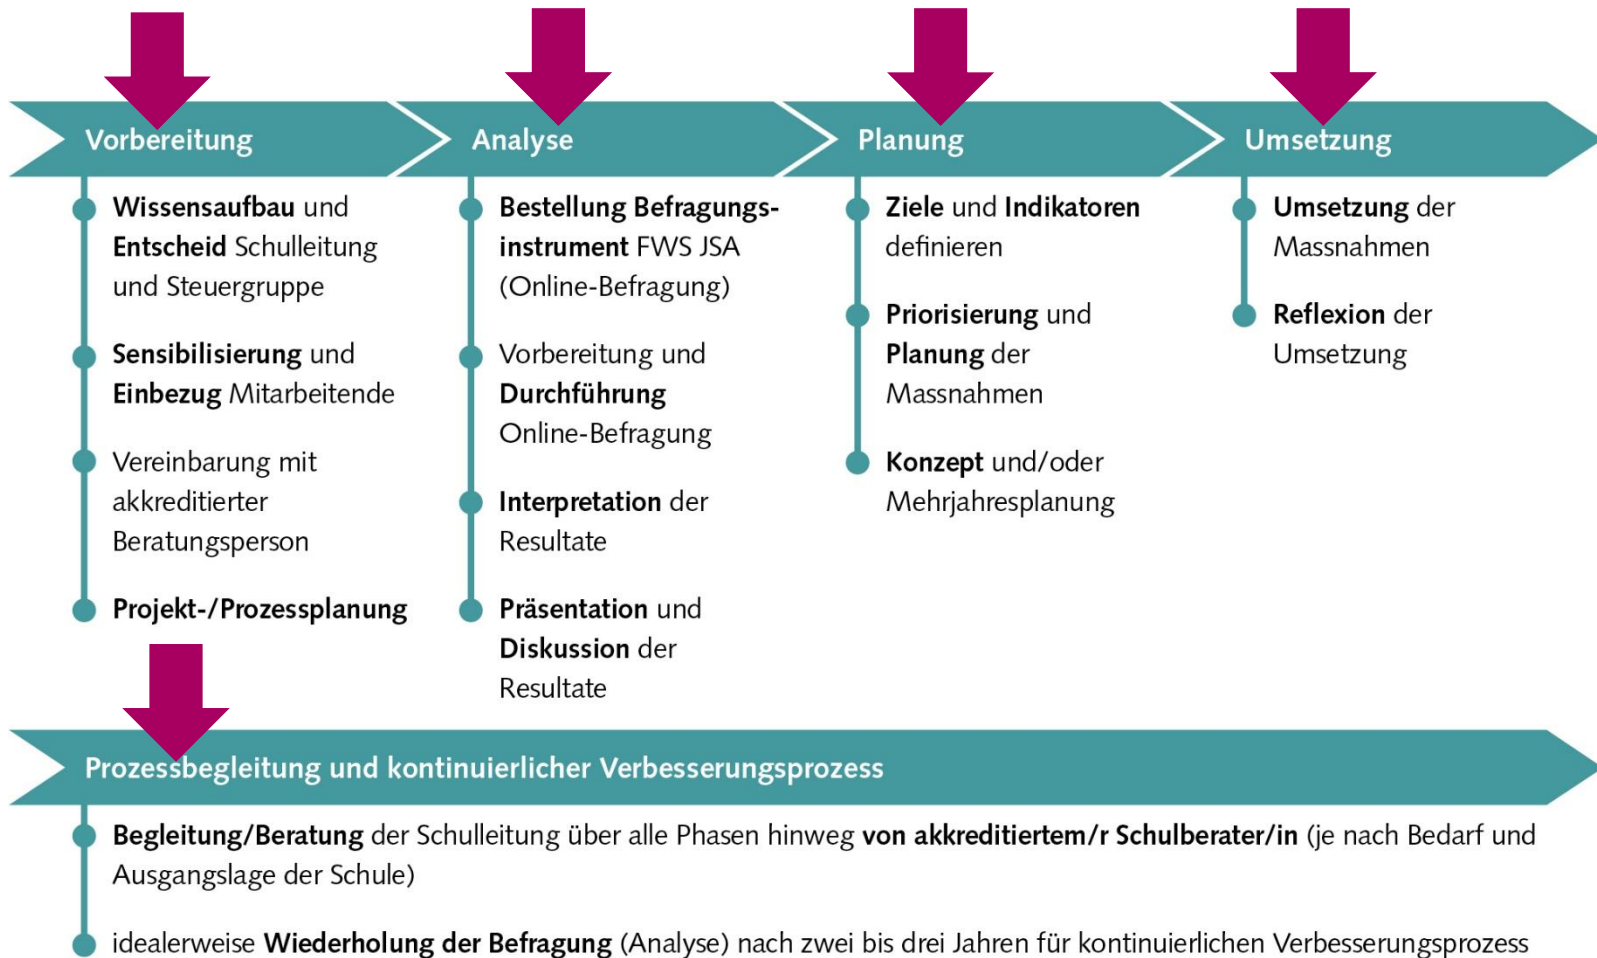 Vorbereitung
Wissensaufbau und
Entscheid Schulleitung
und Steuergruppe
Sensibilisierung und
Einbezug Mitarbeitende
Vereinbarung mit
akkreditierter
Beratungsperson
Projekt-/Prozessplanung
Analyse
Bestellung Befragungs-
instrument FWS JSA
(Online-Befragung)
Vorbereitung und
Durchführung
Online-Befragung
Interpretation der
Resultate
Präsentation und
Diskussion der
Resultate
Planung
Ziele und Indikatoren
definieren
Priorisierung und
Planung der
Massnahmen
Konzept und/oder
Mehrjahresplanung
Umsetzung
Umsetzung der
Massnahmen
Reflexion der
Umsetzung
Prozessbegleitung und kontinuierlicher Verbesserungsprozess
Begleitung/Beratung der Schulleitung über alle Phasen hinweg von akkreditiertem/r Schulberater/in (je nach Bedarf und
Ausgangslage der Schule)
idealerweise Wiederholung der Befragung (Analyse) nach zwei bis drei Jahren für kontinuierlichen Verbesserungsprozess